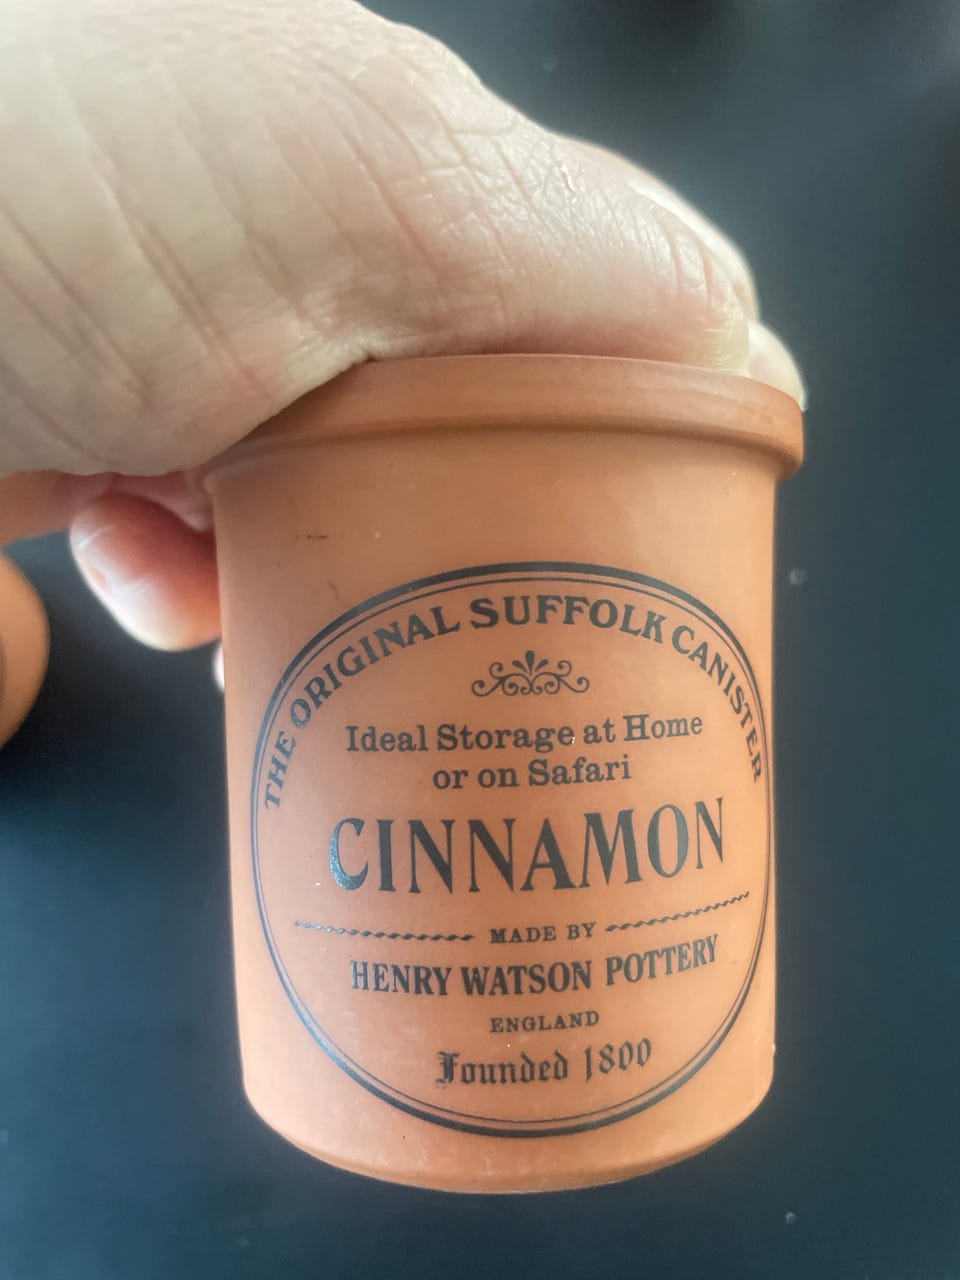 THE ORIGINAL SUFFOLK CANISTER
Ideal Storage at Home
or on Safari
CINNAMON
MADE BY
HENRY WATSON POTTERY
ENGLAND
Founded 1800